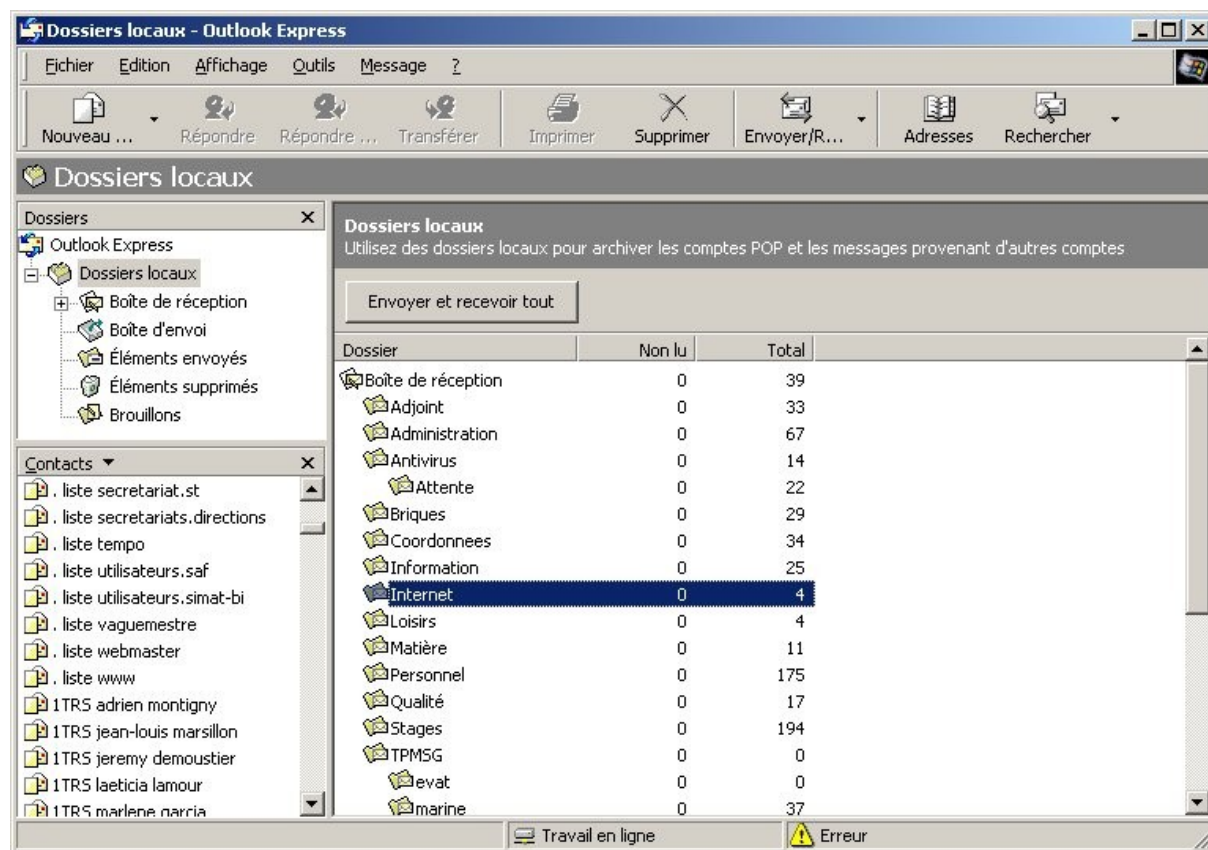 Dossiers locaux - Outlook Express
Fichier Edition Affichage Outils Message ?
Nouveau ... Répondre Répondre ... Transférer Imprimer Supprimer Envoyer/R... Adresses Rechercher
Dossiers locaux
Dossiers
Outlook Express
Dossiers locaux
Boîte de réception
Boîte d'envoi
Éléments envoyés
Éléments supprimés
Brouillons
Contacts
. liste secretariat.st
. liste secretariats.directions
. liste tempo
. liste utilisateurs.saf
. liste utilisateurs.simat-bi
. liste vaguemestre
. liste webmaster
. liste www
1TRS adrien montigny
1TRS jean-louis marsillon
1TRS jeremy demoustier
1TRS laeticia lamour
1TRS marlene garcia
Dossiers locaux
Utilisez des dossiers locaux pour archiver les comptes POP et les messages provenant d'autres comptes
Envoyer et recevoir tout
Dossier Non lu Total
Boîte de réception 0 39
Adjoint 0 33
Administration 0 67
Antivirus 0 14
Attente 0 22
Briques 0 29
Coordonnees 0 34
Information 0 25
Internet 0 4
Loisirs 0 4
Matière 0 11
Personnel 0 175
Qualité 0 17
Stages 0 194
TPMSG 0 0
evat 0 0
marine 0 37
Travail en ligne Erreur